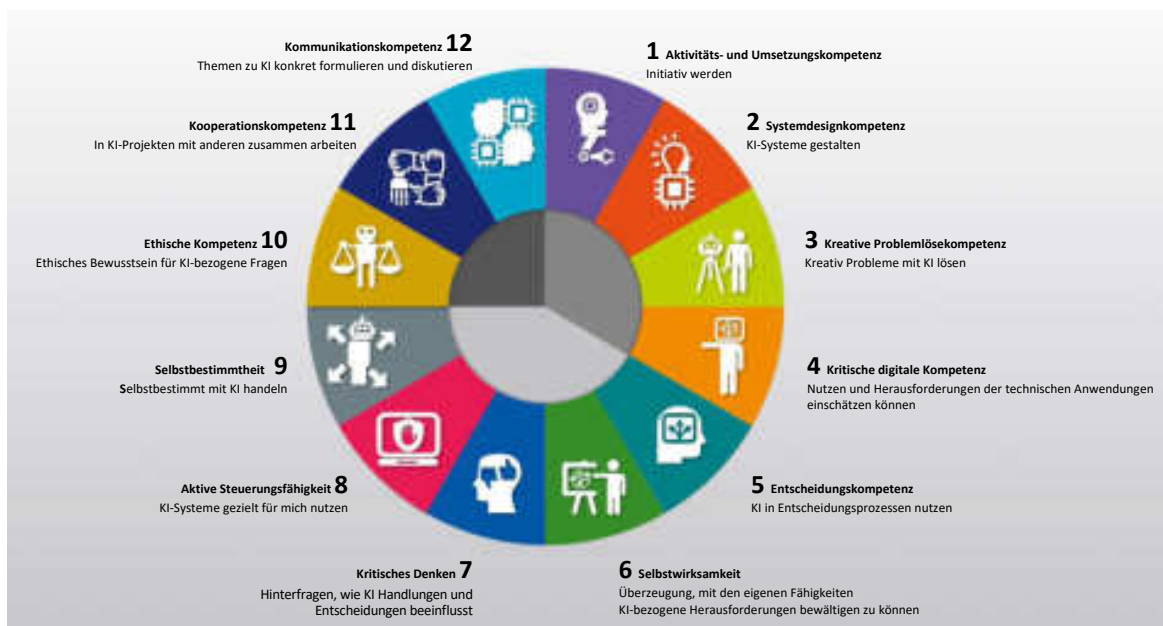 1 Aktivitäts- und Umsetzungskompetenz
Initiativ werden
2 Systemdesignkompetenz
KI-Systeme gestalten
3 Kreative Problemlösekompetenz
Kreativ Probleme mit KI lösen
4 Kritische digitale Kompetenz
Nutzen und Herausforderungen der technischen Anwendungen
einschätzen können
5 Entscheidungskompetenz
KI in Entscheidungsprozessen nutzen
6 Selbstwirksamkeit
Überzeugung, mit den eigenen Fähigkeiten
KI-bezogene Herausforderungen bewältigen zu können
Kritisches Denken 7
Hinterfragen, wie KI Handlungen und
Entscheidungen beeinflusst
Aktive Steuerungsfähigkeit 8
KI-Systeme gezielt für mich nutzen
Selbstbestimmtheit 9
Selbstbestimmt mit KI handeln
Ethische Kompetenz 10
Ethisches Bewusstsein für KI-bezogene Fragen
Kooperationskompetenz 11
In KI-Projekten mit anderen zusammen arbeiten
Kommunikationskompetenz 12
Themen zu KI konkret formulieren und diskutieren